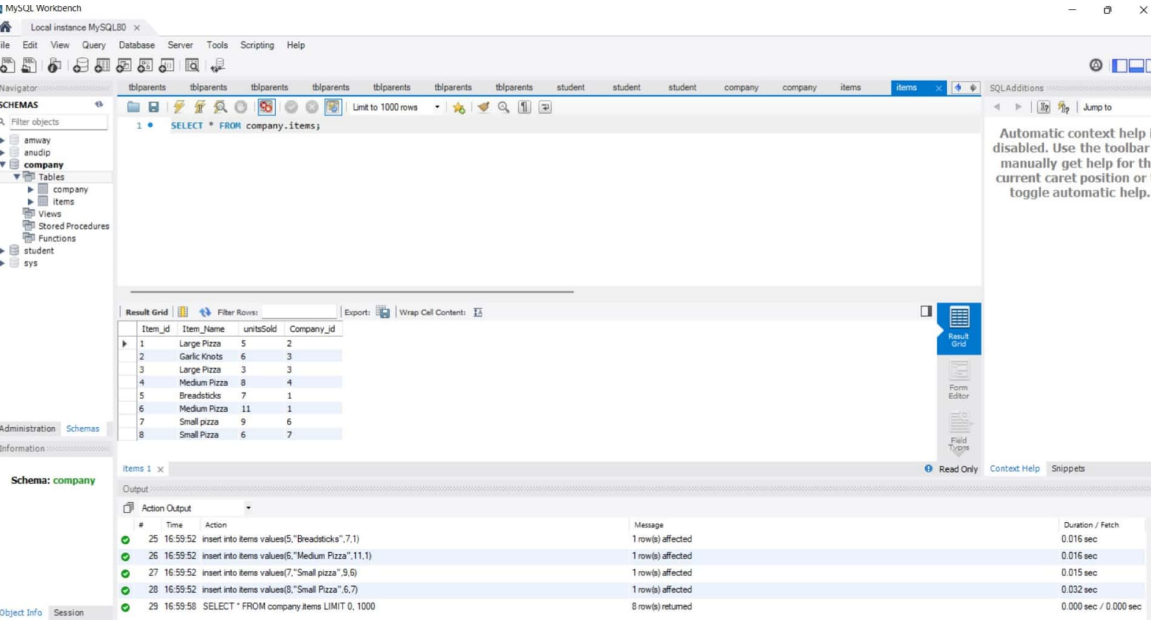 MySQL Workbench
Local instance MySQL80 ×
ile Edit View Query Database Server Tools Scripting Help
Navigator
SCHEMAS
Filter objects
amway
anudip
company
Tables
company
items
Views
Stored Procedures
Functions
student
sys
Administration Schemas
Information
Schema: company
Object Info Session
tblparents tblparents tblparents tblparents tblparents tblparents tblparents student student student company company items items ×
Limit to 1000 rows
1 SELECT * FROM company.items;
Result Grid Filter Rows: Export: Wrap Cell Content:
Item_id Item_Name unitsSold Company_id
1 Large Pizza 5 2
2 Garlic Knots 6 3
3 Large Pizza 3 3
4 Medium Pizza 8 4
5 Breadsticks 7 1
6 Medium Pizza 11 1
7 Small pizza 9 6
8 Small Pizza 6 7
Result
Grid
Form
Editor
Field
Types
items 1 ×
Read Only
SQLAdditions
Jump to
Automatic context help i
disabled. Use the toolbar
manually get help for th
current caret position or
toggle automatic help.
Context Help Snippets
Output
Action Output
# Time Action Message Duration / Fetch
25 16:59:52 insert into items values(5,"Breadsticks",7,1) 1 row(s) affected 0.016 sec
26 16:59:52 insert into items values(6,"Medium Pizza",11,1) 1 row(s) affected 0.016 sec
27 16:59:52 insert into items values(7,"Small pizza",9,6) 1 row(s) affected 0.015 sec
28 16:59:52 insert into items values(8,"Small Pizza",6,7) 1 row(s) affected 0.032 sec
29 16:59:58 SELECT * FROM company.items LIMIT 0, 1000 8 row(s) returned 0.000 sec / 0.000 sec